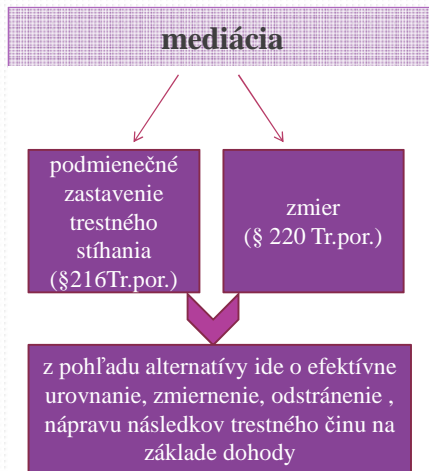 mediácia
podmienečné
zastavenie
trestného
stíhania
(§216Tr.por.)
zmier
(§ 220 Tr.por.)
z pohľadu alternatívy ide o efektívne
urovnanie, zmiernenie, odstránenie ,
nápravu následkov trestného činu na
základe dohody